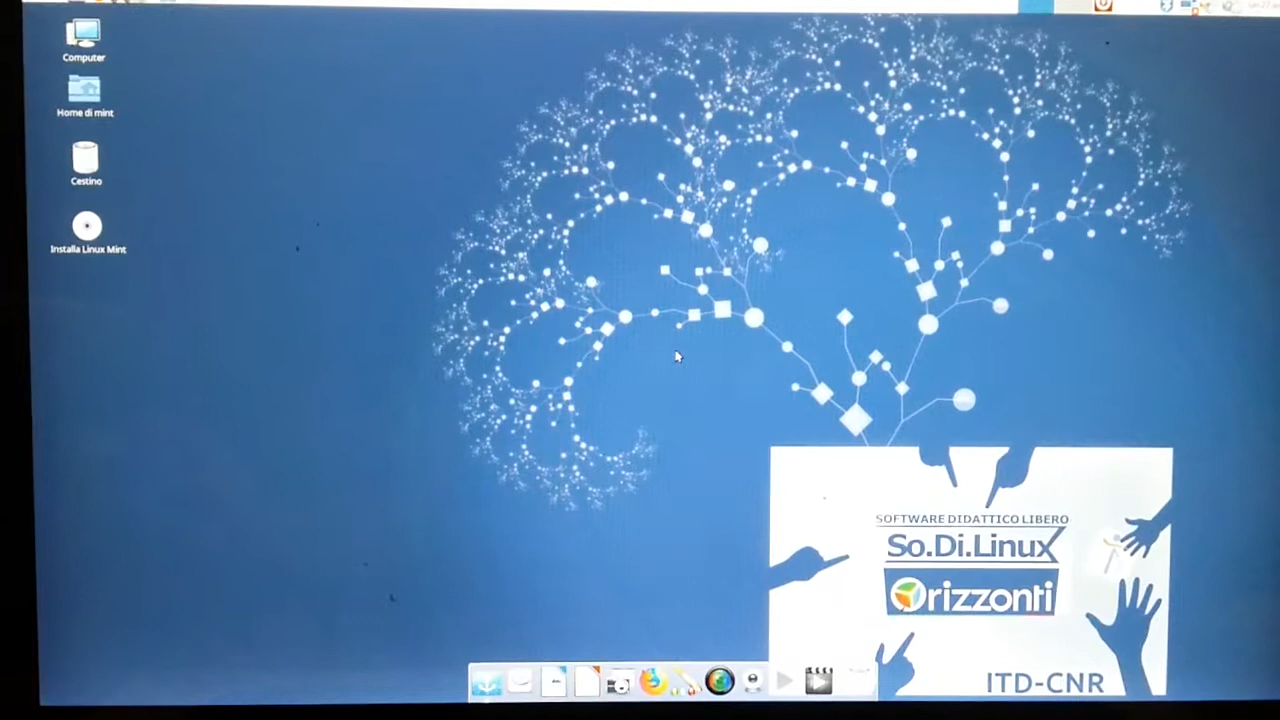 Computer
Home di mint
Cestino
Installa Linux Mint
SOFTWARE DIDATTICO LIBERO
So.Di.Linux
Orizzonti
ITD-CNR